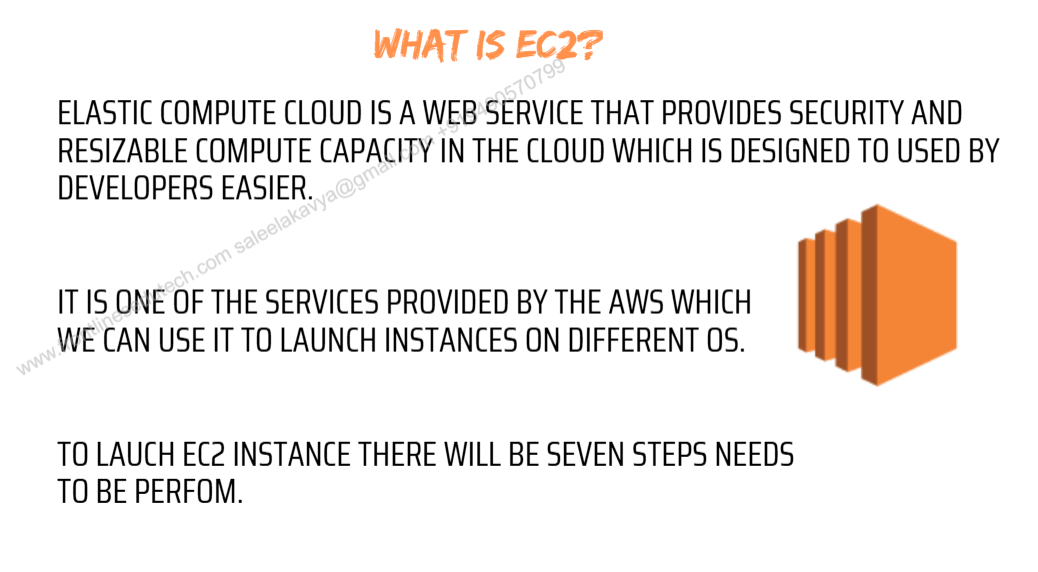 WHAT IS EC2?
ELASTIC COMPUTE CLOUD IS A WEB SERVICE THAT PROVIDES SECURITY AND
RESIZABLE COMPUTE CAPACITY IN THE CLOUD WHICH IS DESIGNED TO USED BY
DEVELOPERS EASIER.
IT IS ONE OF THE SERVICES PROVIDED BY THE AWS WHICH
WE CAN USE IT TO LAUNCH INSTANCES ON DIFFERENT OS.
TO LAUCH EC2 INSTANCE THERE WILL BE SEVEN STEPS NEEDS
TO BE PERFOM.
saleelakavya@gmail.com